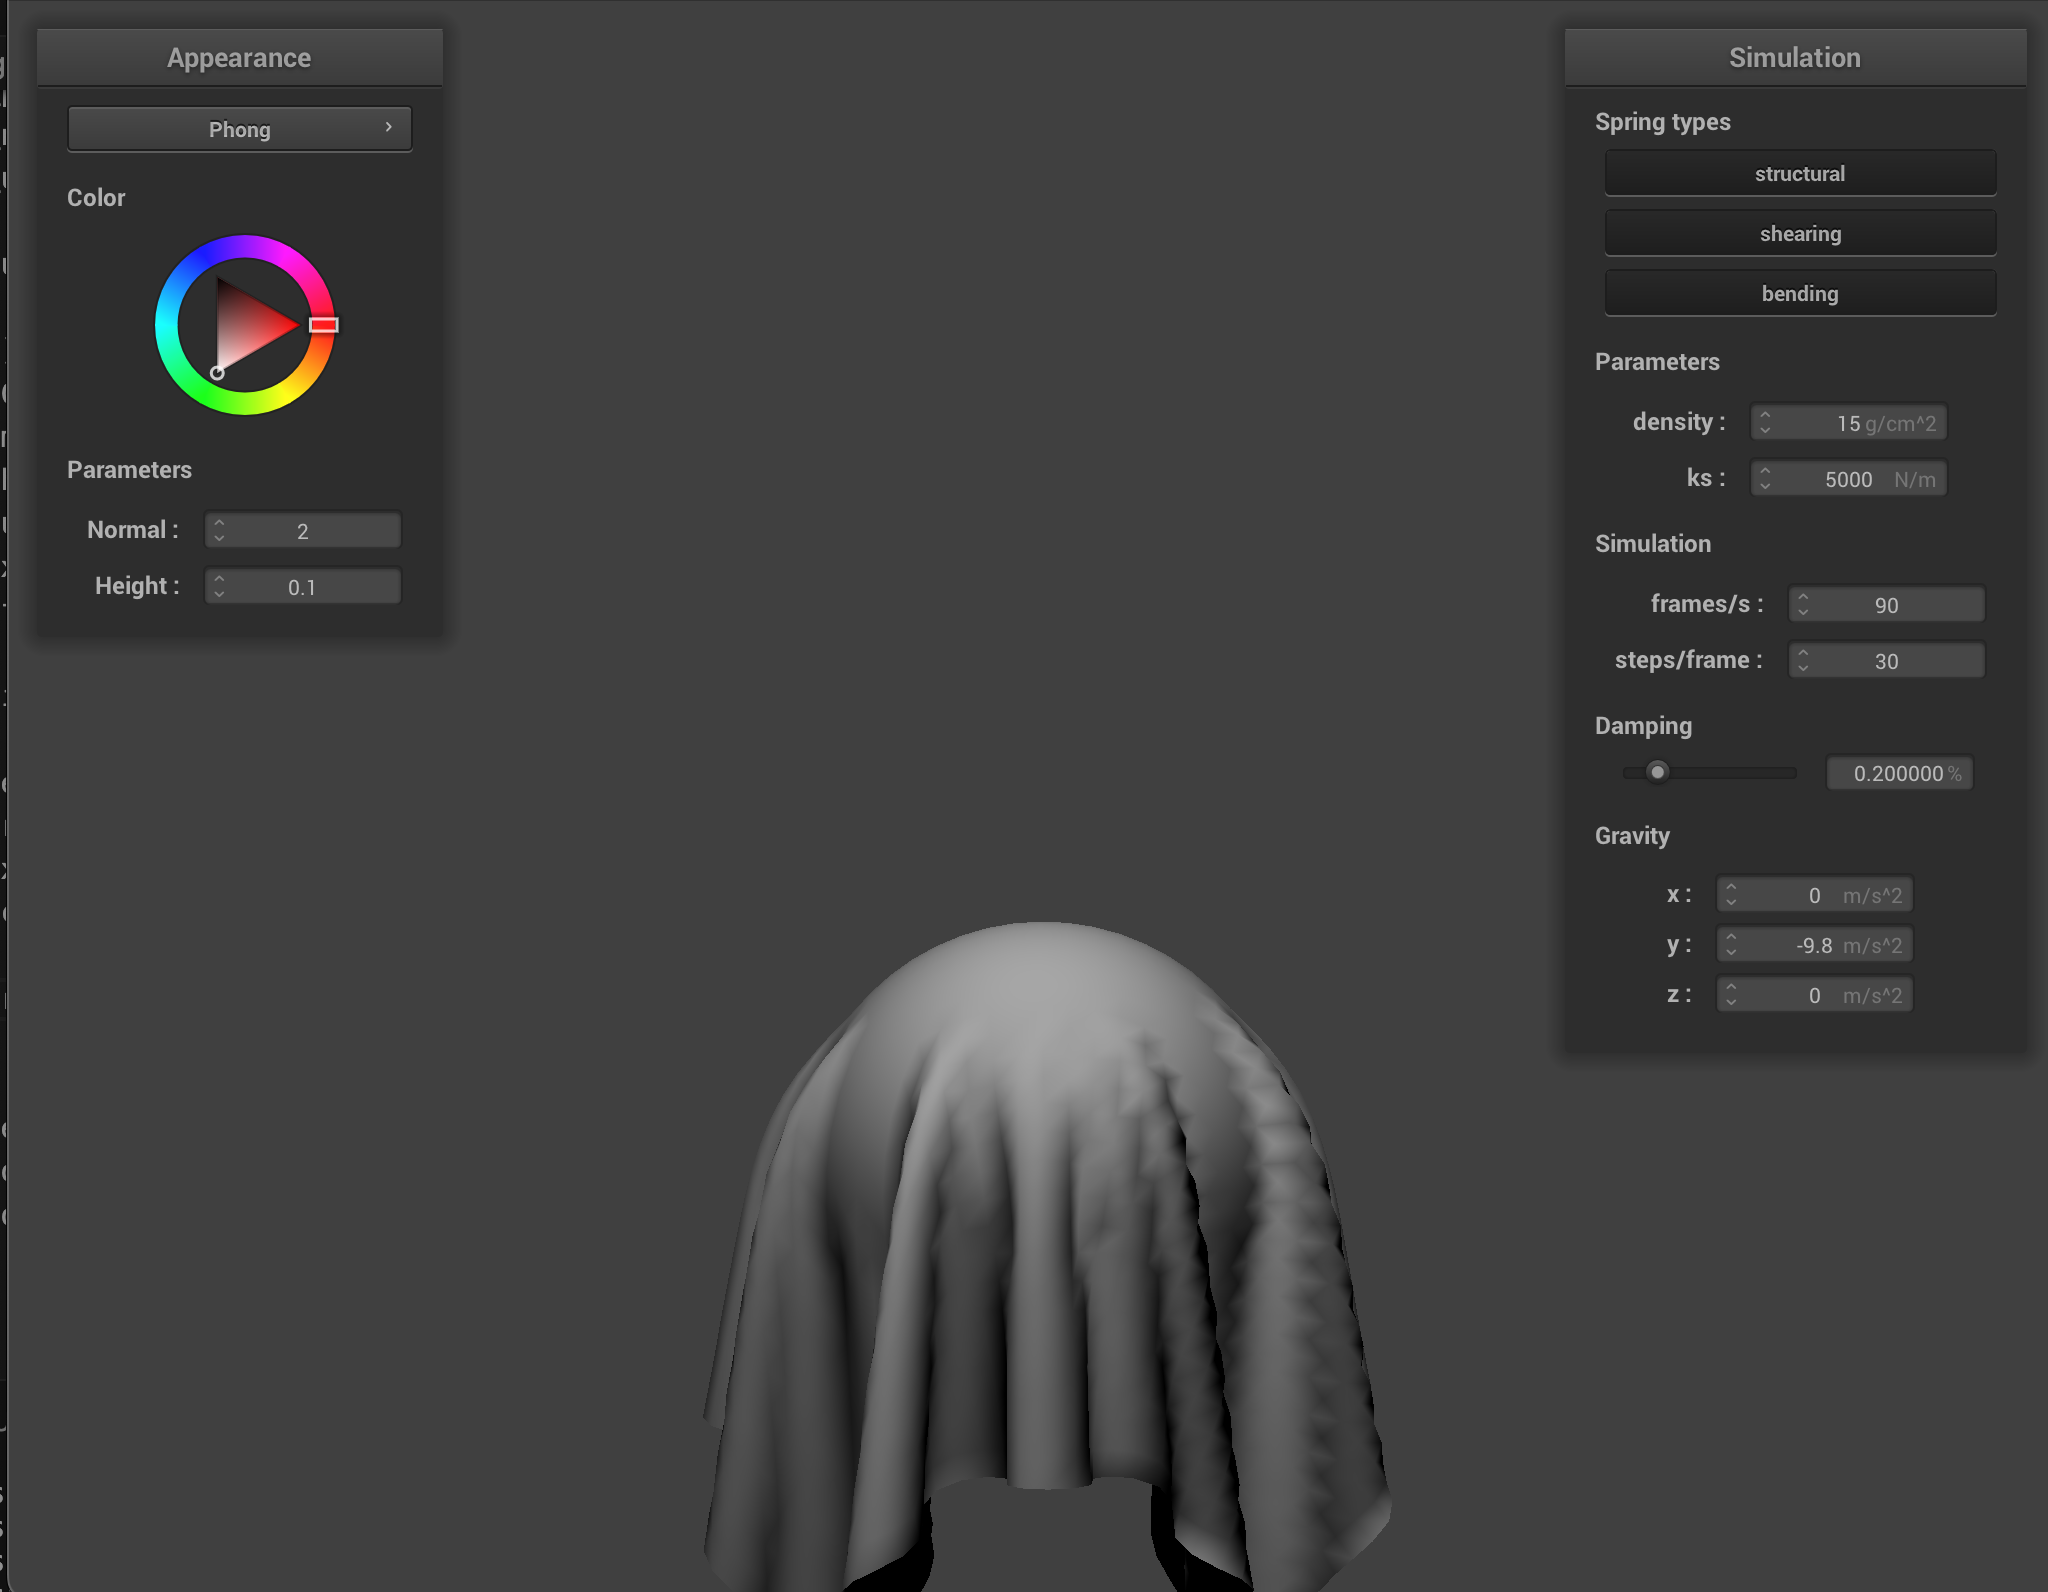 Appearance
Phong
Color
Parameters
Normal : 2
Height : 0.1
Simulation
Spring types
structural
shearing
bending
Parameters
density : 15 g/cm^2
ks : 5000 N/m
Simulation
frames/s : 90
steps/frame : 30
Damping
0.200000 %
Gravity
x : 0 m/s^2
y : -9.8 m/s^2
z : 0 m/s^2